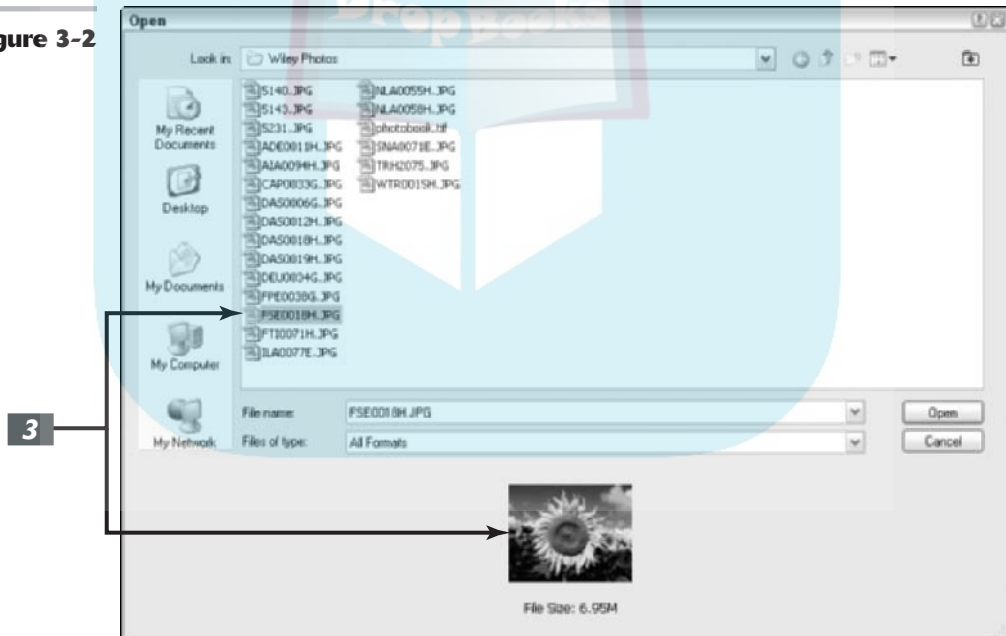 Drop Books
gure 3-2
Open
Look in: Wiley Photos
My Recent
Documents
Desktop
My Documents
My Computer
My Network
5140.JPG
5143.JPG
5231.JPG
ADE0011H.JPG
AIA0094H.JPG
CAP0033G.JPG
DAS0006G.JPG
DAS0012H.JPG
DAS0018H.JPG
DAS0019H.JPG
DEU0034G.JPG
FPE0038G.JPG
FSE0018H.JPG
FTI0071H.JPG
ILA0077E.JPG
NLA0055H.JPG
NLA0058H.JPG
photobook.tif
SNA0071E.JPG
TRH2075.JPG
WTR0015H.JPG
File name: FSE0018H.JPG
Open
Files of type: All Formats
Cancel
3
File Size: 6.95M